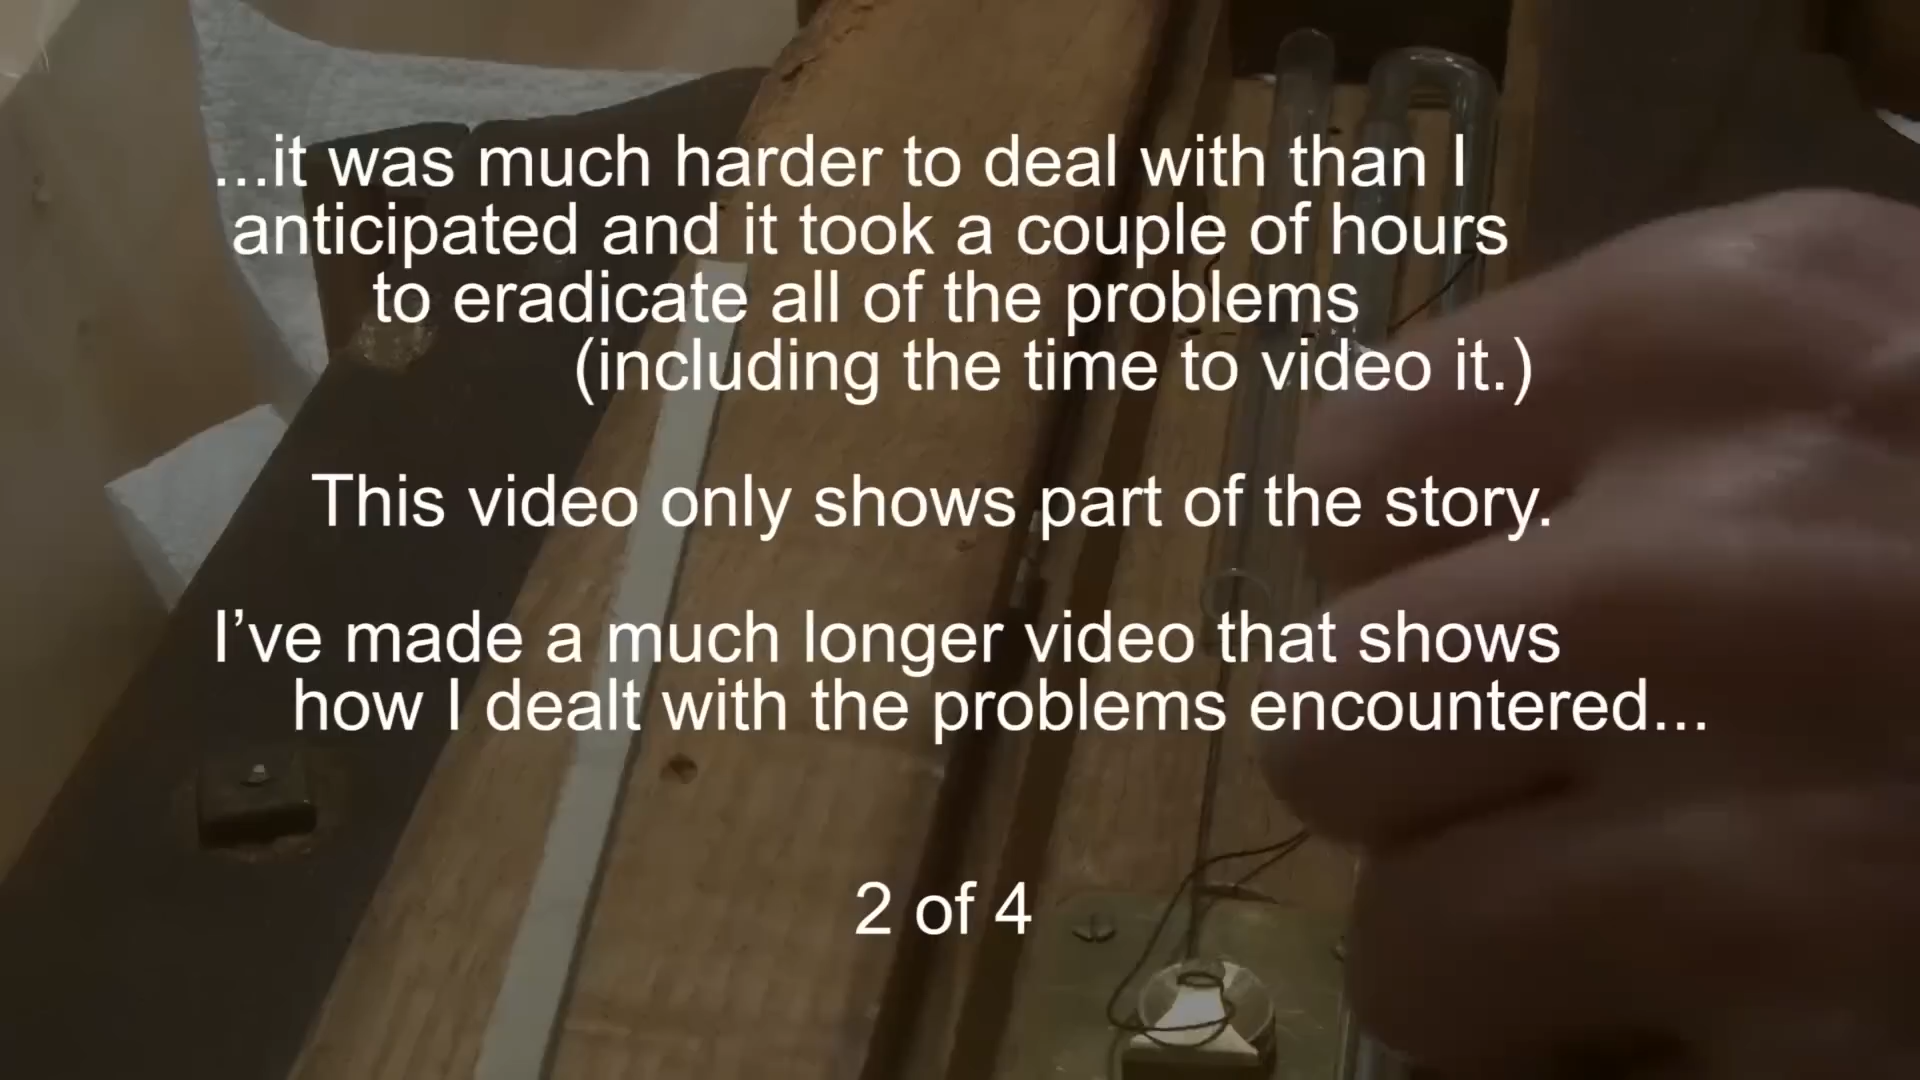 ...it was much harder to deal with than I
anticipated and it took a couple of hours
to eradicate all of the problems
(including the time to video it.)
This video only shows part of the story.
I’ve made a much longer video that shows
how I dealt with the problems encountered...
2 of 4